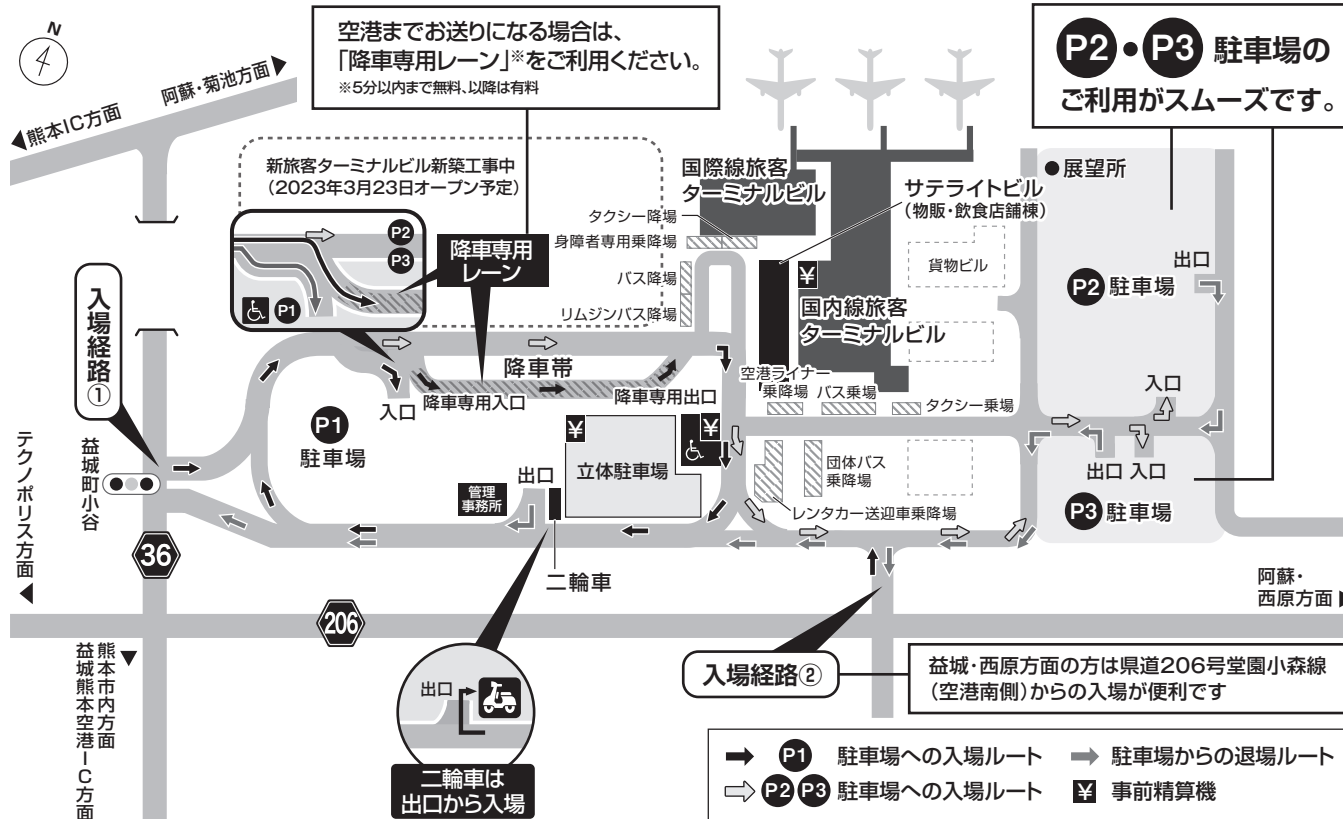 N
阿蘇・菊池方面▶
◀熊本IC方面
空港までお送りになる場合は、
「降車専用レーン」※をご利用ください。
※5分以内まで無料、以降は有料
P2・P3 駐車場の
ご利用がスムーズです。
新旅客ターミナルビル新築工事中
(2023年3月23日オープン予定)
P2
P3
P1
降車専用
レーン
国際線旅客
ターミナルビル
タクシー降場
身障者専用乗降場
バス降場
リムジンバス降場
サテライトビル
(物販・飲食店舗棟)
¥
国内線旅客
ターミナルビル
貨物ビル
●展望所
P2 駐車場
出口
入場経路①
降車帯
入口
降車専用入口
降車専用出口
空港ライナー
乗降場
バス乗場
タクシー乗場
入口
出口
入口
P3 駐車場
P1
駐車場
¥
¥
立体駐車場
出口
管理
事務所
団体バス
乗降場
レンタカー送迎車乗降場
テクノポリス方面◀
益城町小谷
36
二輪車
206
阿蘇・
西原方面▶
熊本市内方面▼
益城熊本空港IC方面
出口
二輪車は
出口から入場
入場経路②
益城・西原方面の方は県道206号堂園小森線
(空港南側)からの入場が便利です
➡ P1 駐車場への入場ルート
➡ 駐車場からの退場ルート
⇨ P2 P3 駐車場への入場ルート
¥ 事前精算機